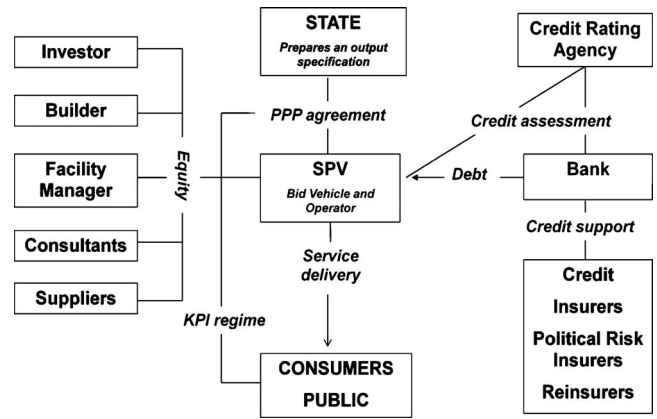 STATE
Prepares an output
specification
Credit Rating
Agency
Investor
Builder
PPP agreement
Credit assessment
Facility
Manager
Equity
SPV
Bid Vehicle and
Operator
Debt
Bank
Consultants
Service
delivery
Credit support
Suppliers
KPI regime
Credit
Insurers
Political Risk
Insurers
Reinsurers
CONSUMERS
PUBLIC